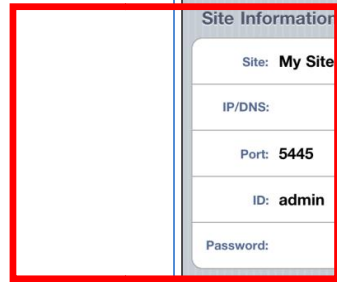 Site Information
Site: My Site
IP/DNS:
Port: 5445
ID: admin
Password: